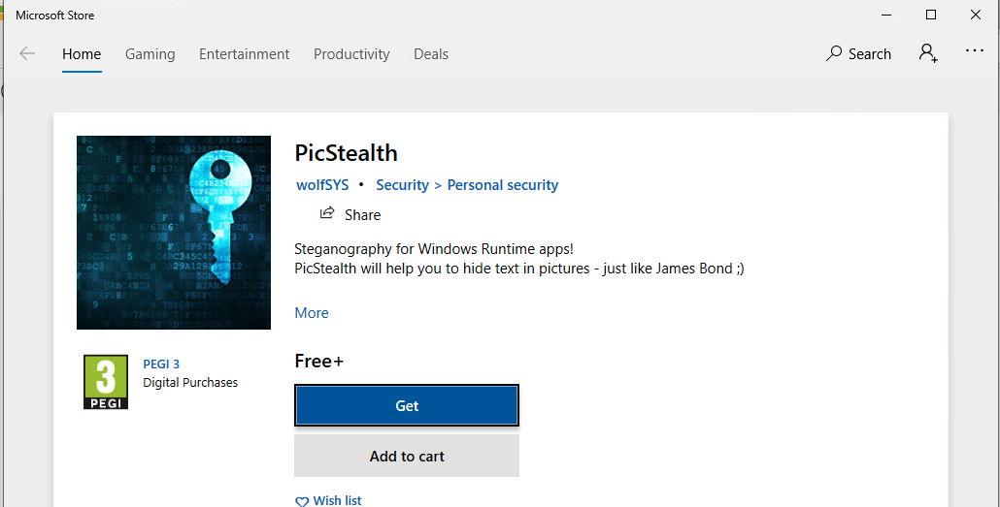 Microsoft Store
Home Gaming Entertainment Productivity Deals Search
PicStealth
wolfSYS • Security > Personal security
Share
Steganography for Windows Runtime apps!
PicStealth will help you to hide text in pictures - just like James Bond ;)
More
3
PEGI
PEGI 3
Digital Purchases
Free+
Get
Add to cart
Wish list